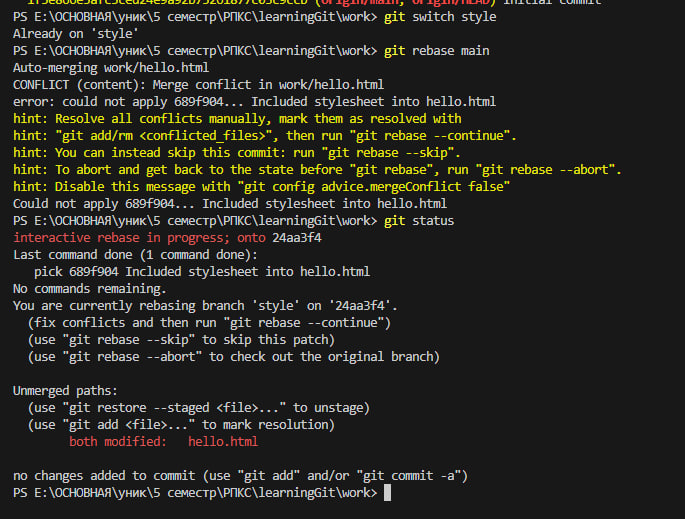 1f5e860e5afc5ced24e9a92b75201877c05c9ccb (origin/main, origin/HEAD) Initial commit
PS E:\ОСНОВНАЯ\уник\5 семестр\РПКС\learningGit\work> git switch style
Already on 'style'
PS E:\ОСНОВНАЯ\уник\5 семестр\РПКС\learningGit\work> git rebase main
Auto-merging work/hello.html
CONFLICT (content): Merge conflict in work/hello.html
error: could not apply 689f904... Included stylesheet into hello.html
hint: Resolve all conflicts manually, mark them as resolved with
hint: "git add/rm <conflicted_files>", then run "git rebase --continue".
hint: You can instead skip this commit: run "git rebase --skip".
hint: To abort and get back to the state before "git rebase", run "git rebase --abort".
hint: Disable this message with "git config advice.mergeConflict false"
Could not apply 689f904... Included stylesheet into hello.html
PS E:\ОСНОВНАЯ\уник\5 семестр\РПКС\learningGit\work> git status
interactive rebase in progress; onto 24aa3f4
Last command done (1 command done):
   pick 689f904 Included stylesheet into hello.html
No commands remaining.
You are currently rebasing branch 'style' on '24aa3f4'.
  (fix conflicts and then run "git rebase --continue")
  (use "git rebase --skip" to skip this patch)
  (use "git rebase --abort" to check out the original branch)
Unmerged paths:
  (use "git restore --staged <file>..." to unstage)
  (use "git add <file>..." to mark resolution)
        both modified:   hello.html
no changes added to commit (use "git add" and/or "git commit -a")
PS E:\ОСНОВНАЯ\уник\5 семестр\РПКС\learningGit\work>